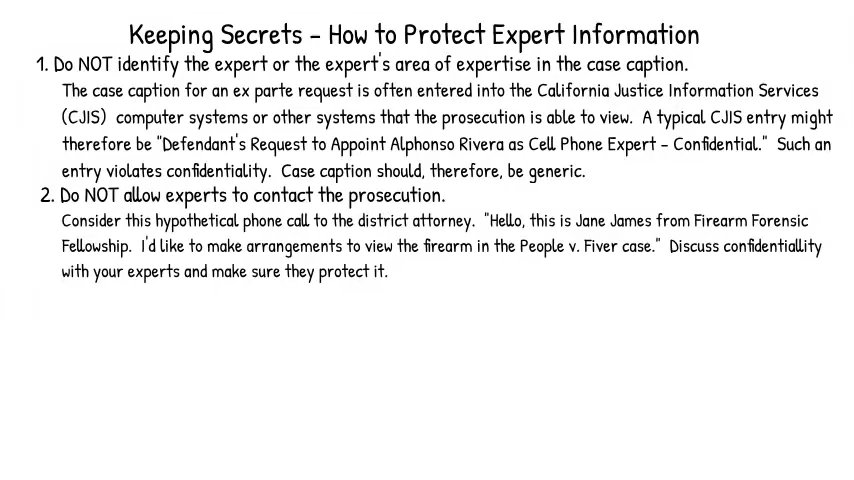 Keeping Secrets – How to Protect Expert Information
1. Do NOT identify the expert or the expert's area of expertise in the case caption.
The case caption for an ex parte request is often entered into the California Justice Information Services
(CJIS) computer systems or other systems that the prosecution is able to view. A typical CJIS entry might
therefore be "Defendant's Request to Appoint Alphonso Rivera as Cell Phone Expert – Confidential." Such an
entry violates confidentiality. Case caption should, therefore, be generic.
2. Do NOT allow experts to contact the prosecution.
Consider this hypothetical phone call to the district attorney. "Hello, this is Jane James from Firearm Forensic
Fellowship. I'd like to make arrangements to view the firearm in the People v. Fiver case." Discuss confidentiallity
with your experts and make sure they protect it.